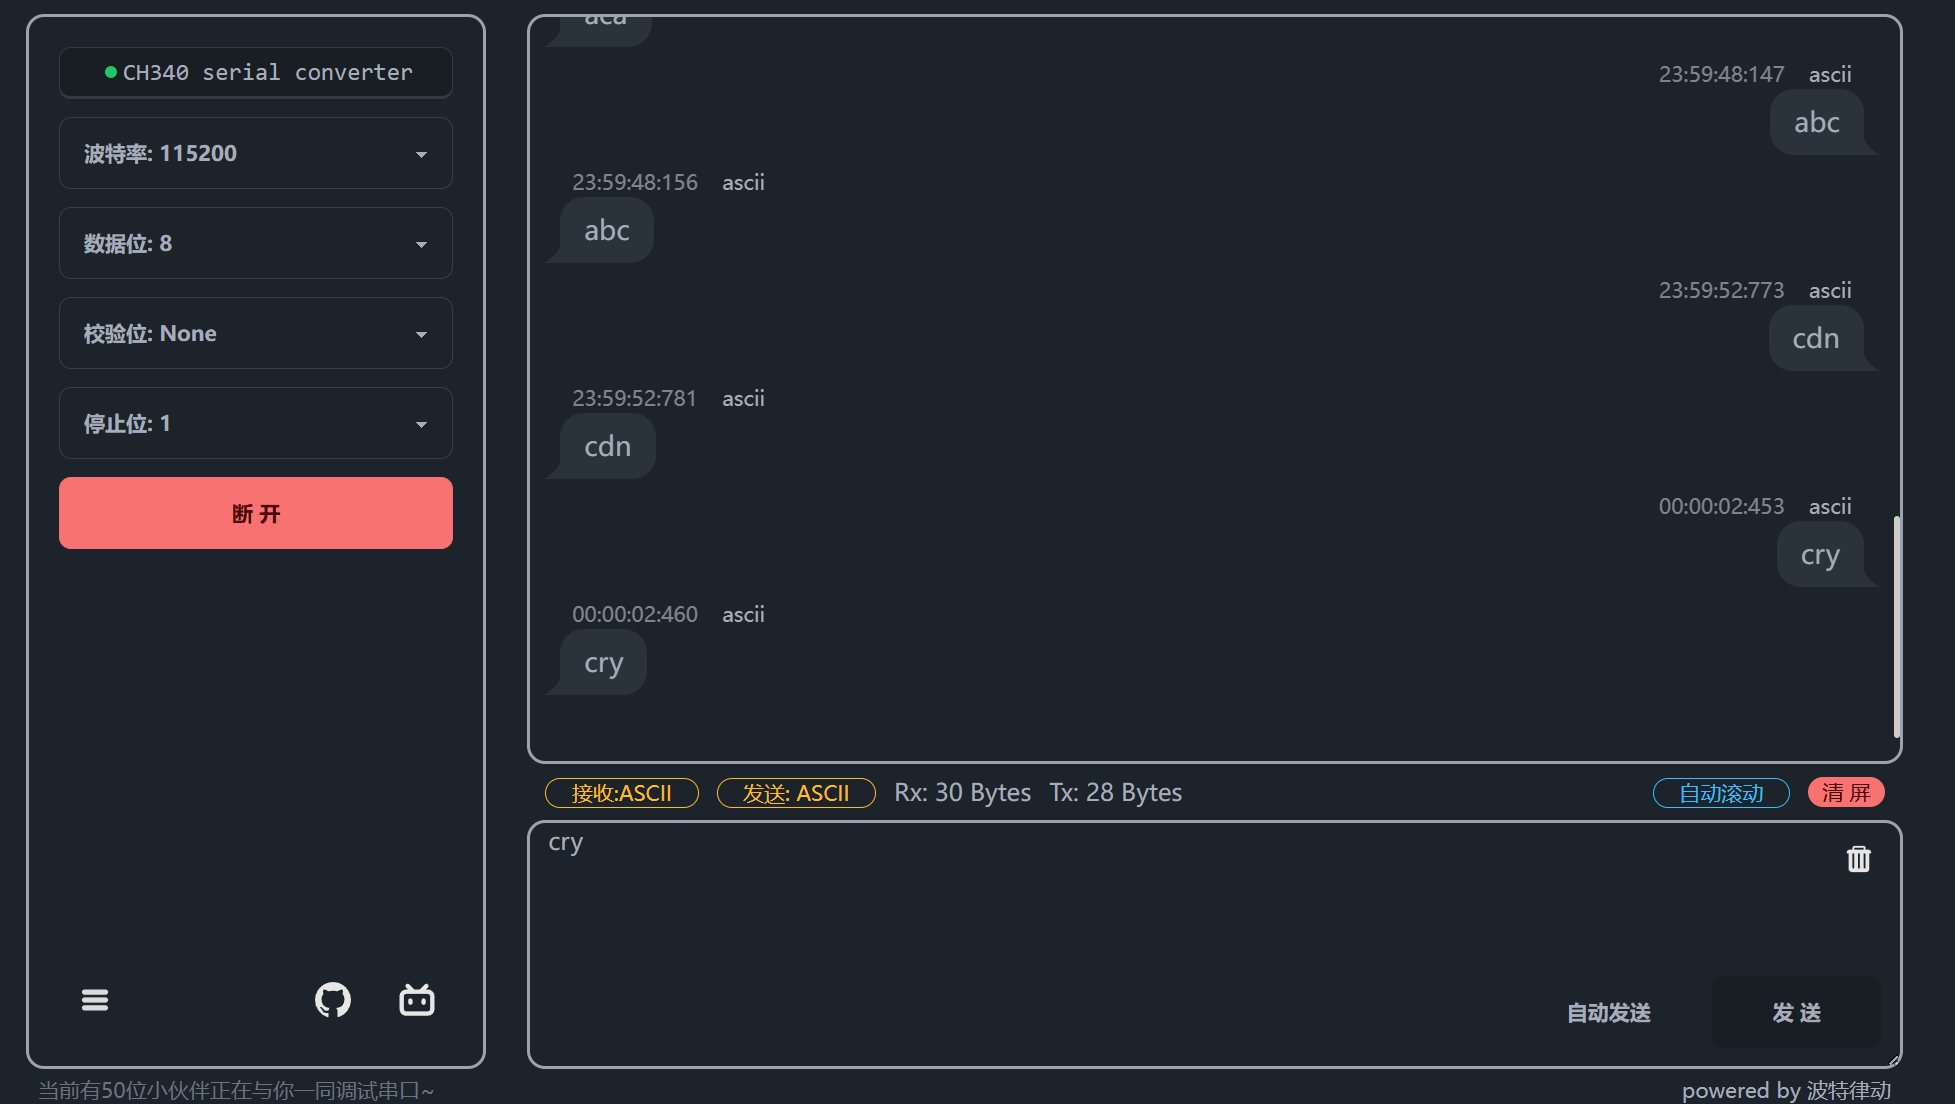 CH340 serial converter
波特率: 115200
数据位: 8
校验位: None
停止位: 1
断 开
当前有50位小伙伴正在与你一同调试串口~
aca
23:59:48:147 ascii
abc
23:59:48:156 ascii
abc
23:59:52:773 ascii
cdn
23:59:52:781 ascii
cdn
00:00:02:453 ascii
cry
00:00:02:460 ascii
cry
接收:ASCII 发送: ASCII Rx: 30 Bytes Tx: 28 Bytes 自动滚动 清 屏
cry
自动发送 发 送
powered by 波特律动